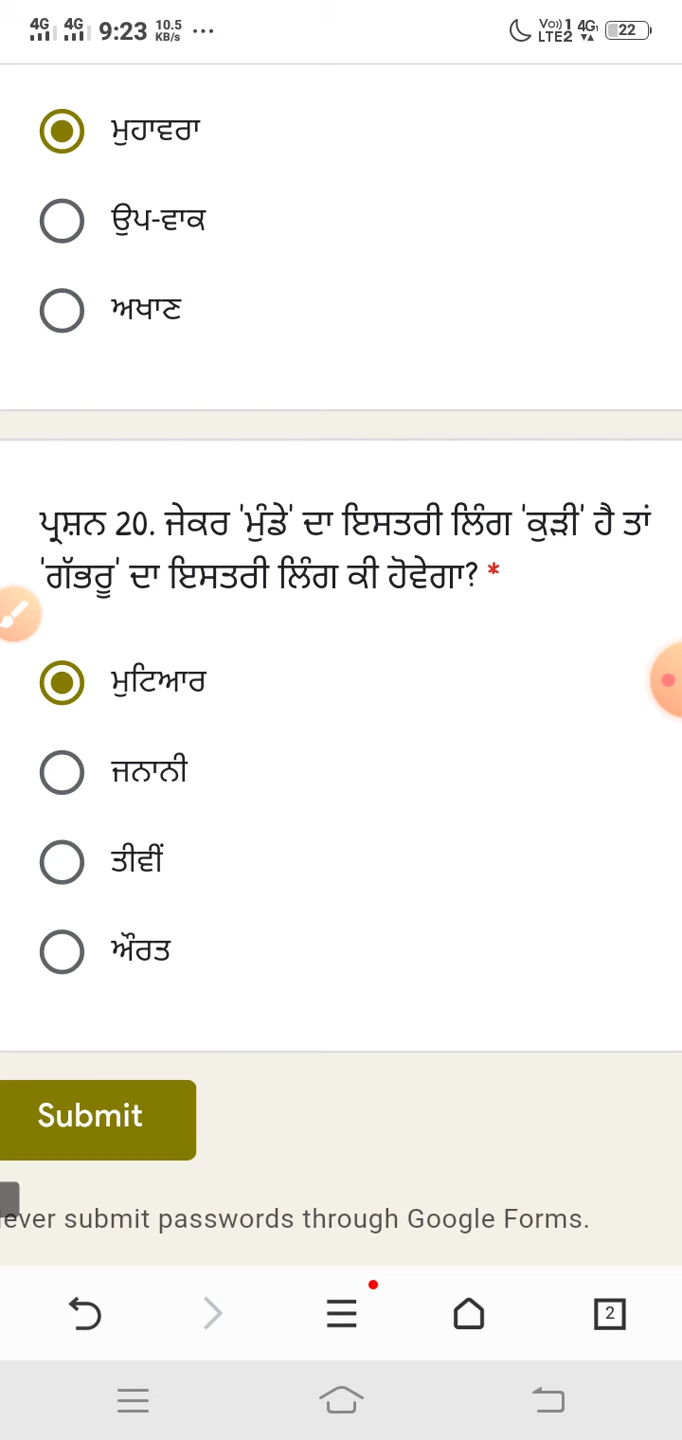 4G 4G 9:23 10.5 KB/s ... Vo)) 1 LTE2 4G 22
ਮੁਹਾਵਰਾ
ਉਪ-ਵਾਕ
ਅਖਾਣ
ਪ੍ਰਸ਼ਨ 20. ਜੇਕਰ 'ਮੁੰਡੇ' ਦਾ ਇਸਤਰੀ ਲਿੰਗ 'ਕੁੜੀ' ਹੈ ਤਾਂ
'ਗੱਭਰੂ' ਦਾ ਇਸਤਰੀ ਲਿੰਗ ਕੀ ਹੋਵੇਗਾ? *
ਮੁਟਿਆਰ
ਜਨਾਨੀ
ਤੀਵੀਂ
ਔਰਤ
Submit
ever submit passwords through Google Forms.
2